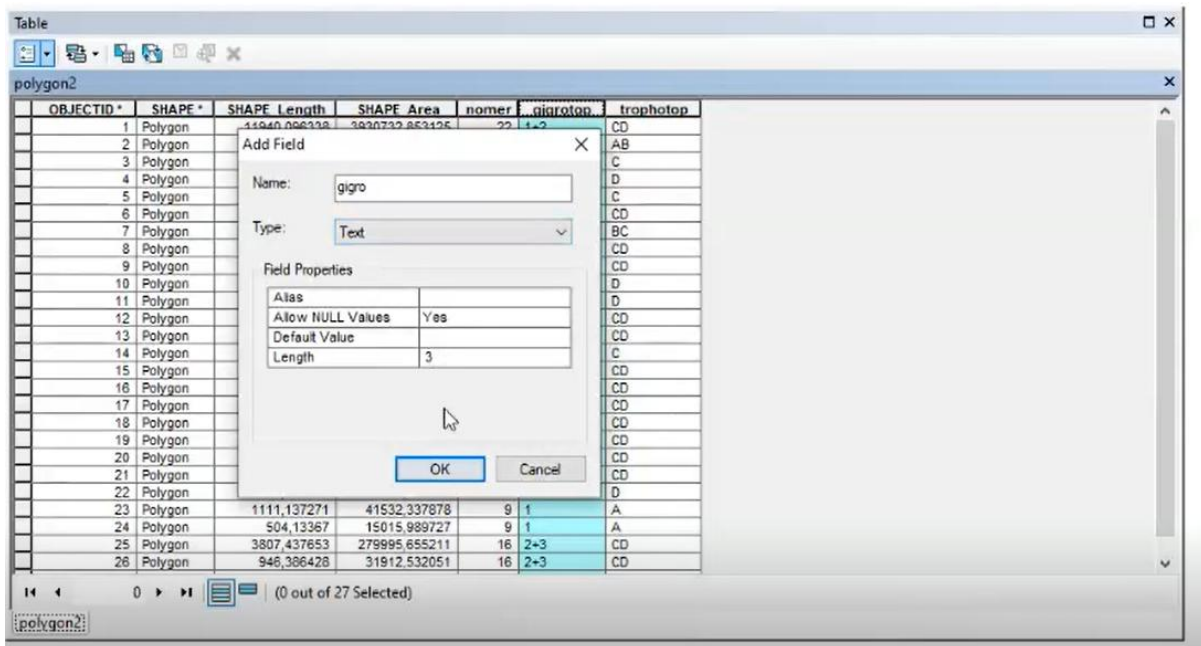 Table
polygon2
OBJECTID * SHAPE * SHAPE_Length SHAPE_Area nomer gigrotop trophotop
1 Polygon 11940,096338 3930732,853125 22 1+2 CD
2 Polygon AB
3 Polygon C
4 Polygon D
5 Polygon C
6 Polygon CD
7 Polygon BC
8 Polygon CD
9 Polygon CD
10 Polygon D
11 Polygon D
12 Polygon CD
13 Polygon CD
14 Polygon C
15 Polygon CD
16 Polygon CD
17 Polygon CD
18 Polygon CD
19 Polygon CD
20 Polygon CD
21 Polygon CD
22 Polygon D
23 Polygon 1111,137271 41532,337878 9 1 A
24 Polygon 504,13367 15015,989727 9 1 A
25 Polygon 3807,437653 279995,655211 16 2+3 CD
26 Polygon 946,386428 31912,532051 16 2+3 CD
Add Field
Name: gigro
Type: Text
Field Properties
Alias
Allow NULL Values Yes
Default Value
Length 3
OK Cancel
0 (0 out of 27 Selected)
polygon2